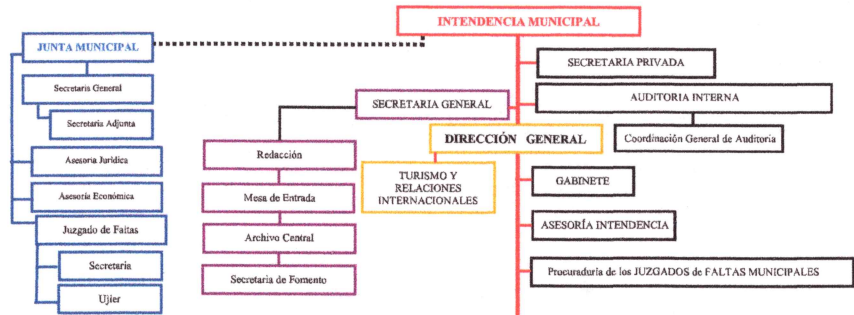 INTENDENCIA MUNICIPAL
JUNTA MUNICIPAL
Secretaris General
Secretaria Adjunta
Asesoria Jurídica
Asesoría Económica
Juzgado de Faltas
Secretaria
Ujier
SECRETARIA GENERAL
Redacción
Mesa de Entrada
Archivo Central
Secretaria de Fomento
DIRECCIÓN GENERAL
TURISMO Y
RELACIONES
INTERNACIONALES
SECRETARIA PRIVADA
AUDITORIA INTERNA
Coordinación General de Auditoria
GABINETE
ASESORÍA INTENDENCIA
Procuraduría de los JUZGADOS de FALTAS MUNICIPALES